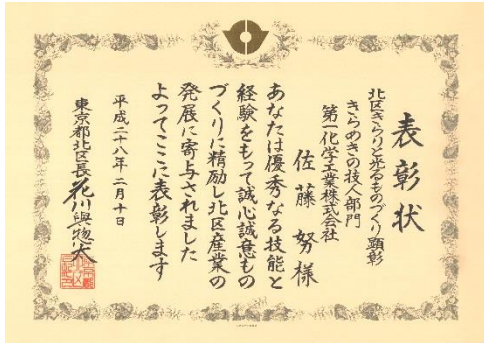 表彰状
北区きらりと光るものづくり顕彰
きらめきの技人部門
第一化学工業株式会社
佐藤努様
あなたは優秀なる技能と
経験をもって誠心誠意もの
づくりに精励し北区産業の
発展に寄与されました
よってここに表彰します
平成二十八年二月十日
東京都北区長花川與惣太